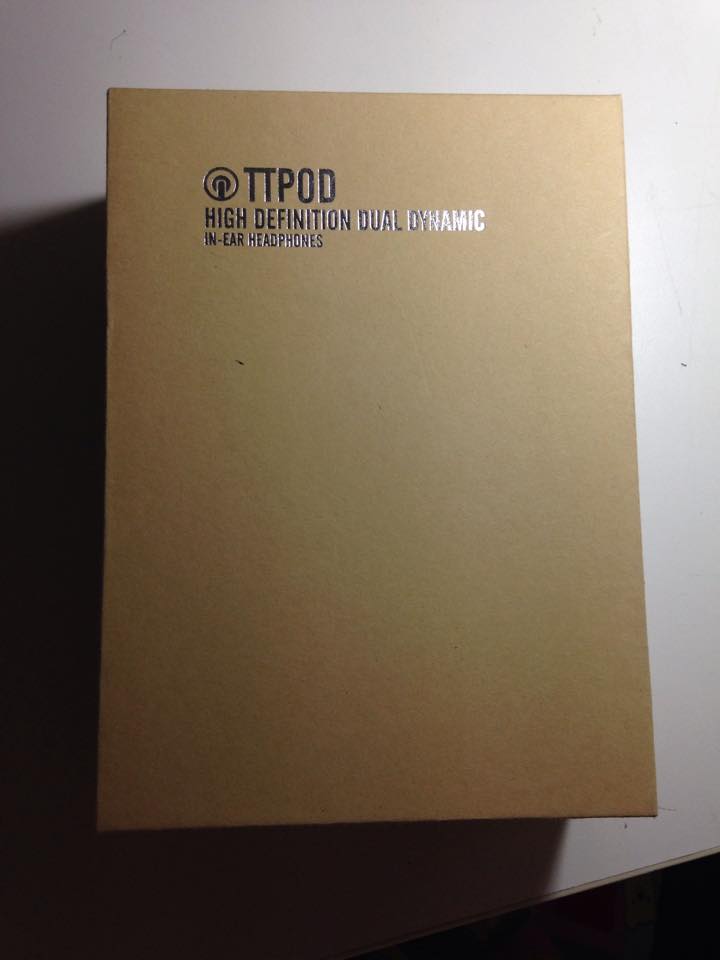 TTPOD
HIGH DEFINITION DUAL DYNAMIC
IN-EAR HEADPHONES